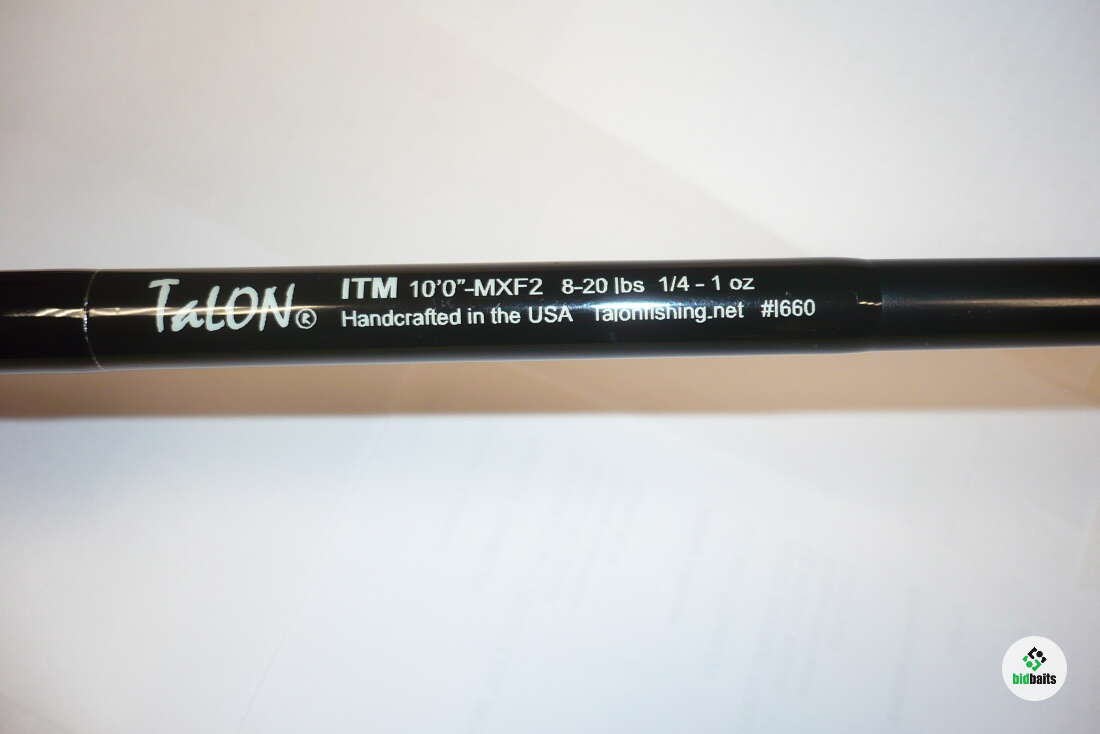 TaLON®
ITM 10'0"-MXF2 8-20 lbs 1/4 - 1 oz
Handcrafted in the USA Talonfishing.net #I660
bidbaits